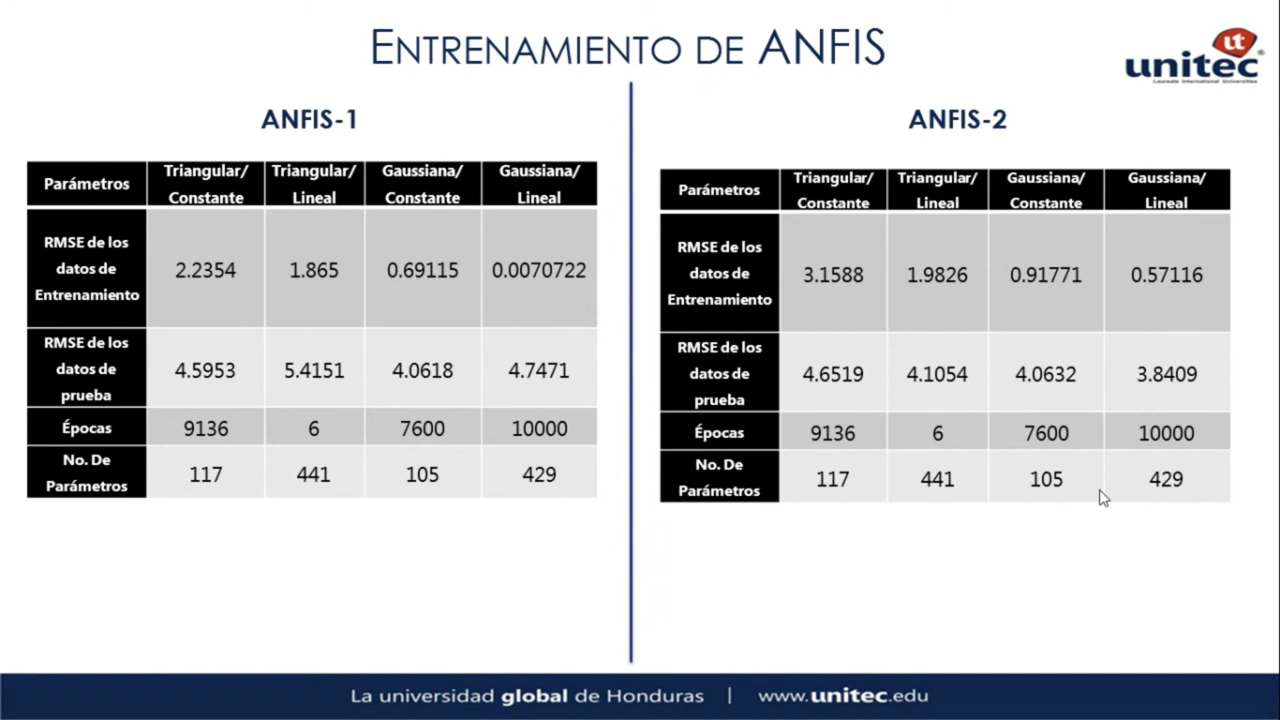 ENTRENAMIENTO DE ANFIS
ut
unitec®
Laureate International Universities
ANFIS-1
Parámetros Triangular/ Constante Triangular/ Lineal Gaussiana/ Constante Gaussiana/ Lineal
RMSE de los datos de Entrenamiento 2.2354 1.865 0.69115 0.0070722
RMSE de los datos de prueba 4.5953 5.4151 4.0618 4.7471
Épocas 9136 6 7600 10000
No. De Parámetros 117 441 105 429
ANFIS-2
Parámetros Triangular/ Constante Triangular/ Lineal Gaussiana/ Constante Gaussiana/ Lineal
RMSE de los datos de Entrenamiento 3.1588 1.9826 0.91771 0.57116
RMSE de los datos de prueba 4.6519 4.1054 4.0632 3.8409
Épocas 9136 6 7600 10000
No. De Parámetros 117 441 105 429
La universidad global de Honduras | www.unitec.edu